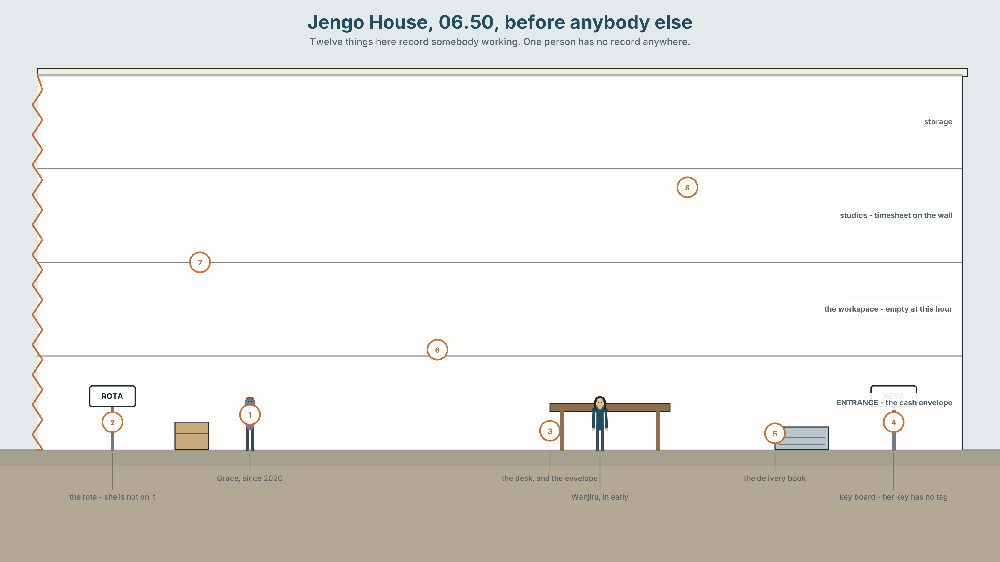 Jengo House, 06.50, before anybody else
Twelve things here record somebody working. One person has no record anywhere.
storage
8
studios - timesheet on the wall
7
the workspace - empty at this hour
6
ROTA
KEYS
ENTRANCE - the cash envelope
1
2
4
3
5
Grace, since 2020
the desk, and the envelope
the delivery book
the rota - she is not on it
Wanjiru, in early
key board - her key has no tag